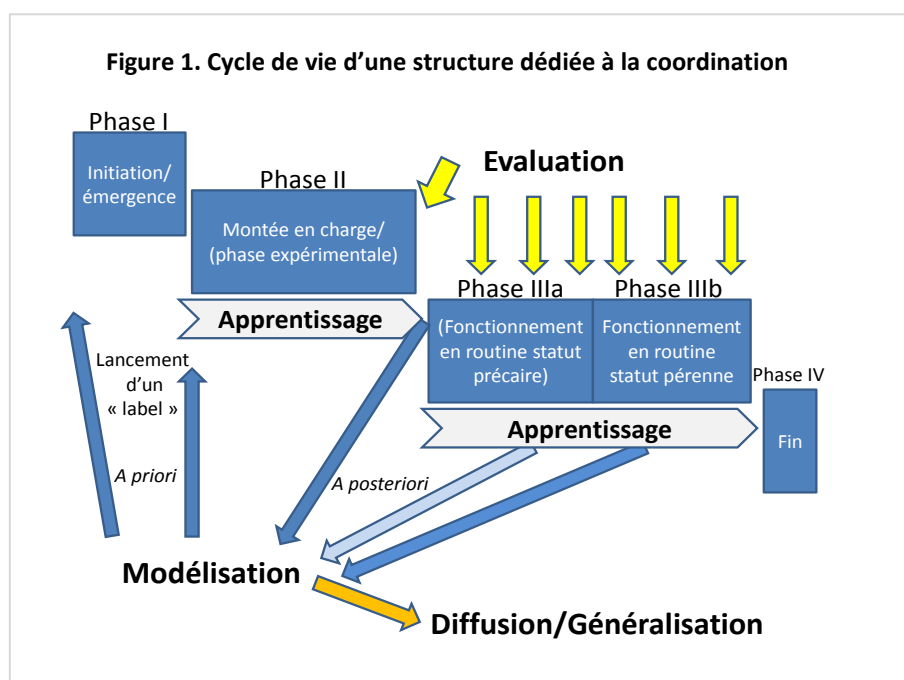 Figure 1. Cycle de vie d’une structure dédiée à la coordination
Phase I
Initiation/
émergence
Phase II
Montée en charge/
(phase expérimentale)
Evaluation
Apprentissage
Phase IIIa
(Fonctionnement
en routine statut
précaire)
Phase IIIb
Fonctionnement
en routine
statut pérenne
Phase IV
Fin
Apprentissage
Lancement
d’un
« label »
A priori
A posteriori
Modélisation
Diffusion/Généralisation